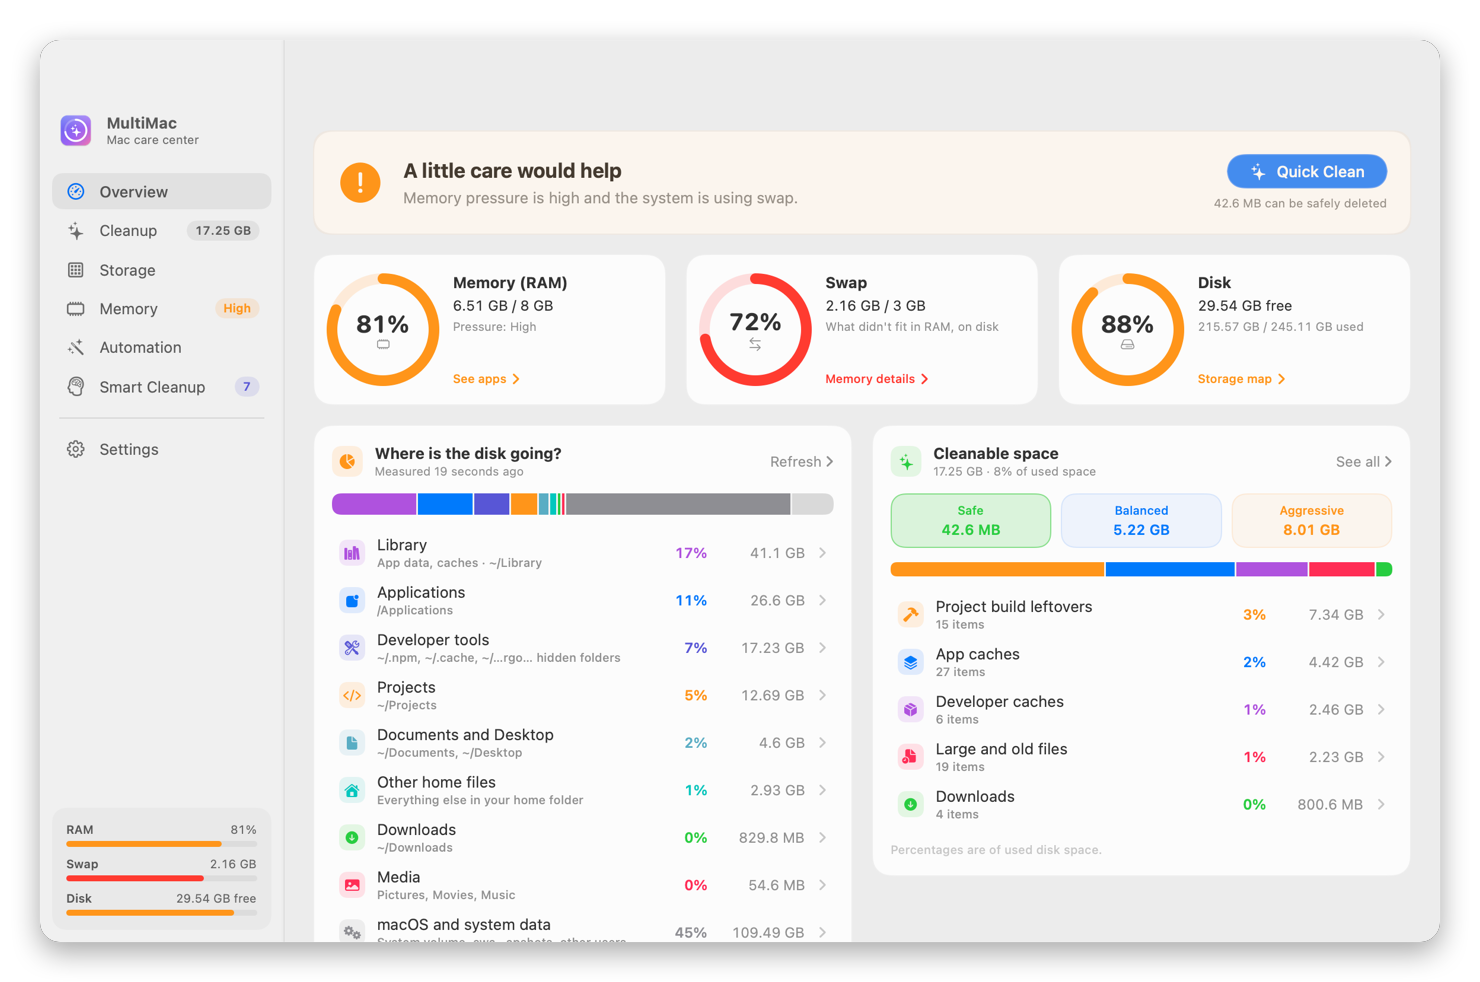 MultiMac
Mac care center
Overview
Cleanup 17.25 GB
Storage
Memory High
Automation
Smart Cleanup 7
Settings
RAM 81%
Swap 2.16 GB
Disk 29.54 GB free
A little care would help
Memory pressure is high and the system is using swap.
Quick Clean
42.6 MB can be safely deleted
81%
Memory (RAM)
6.51 GB / 8 GB
Pressure: High
See apps
72%
Swap
2.16 GB / 3 GB
What didn't fit in RAM, on disk
Memory details
88%
Disk
29.54 GB free
215.57 GB / 245.11 GB used
Storage map
Where is the disk going?
Measured 19 seconds ago
Refresh
Library 17% 41.1 GB
App data, caches · ~/Library
Applications 11% 26.6 GB
/Applications
Developer tools 7% 17.23 GB
~/.npm, ~/.cache, ~/...rgo... hidden folders
Projects 5% 12.69 GB
~/Projects
Documents and Desktop 2% 4.6 GB
~/Documents, ~/Desktop
Other home files 1% 2.93 GB
Everything else in your home folder
Downloads 0% 829.8 MB
~/Downloads
Media 0% 54.6 MB
Pictures, Movies, Music
macOS and system data 45% 109.49 GB
System volume, other users
Cleanable space
17.25 GB · 8% of used space
See all
Safe
42.6 MB
Balanced
5.22 GB
Aggressive
8.01 GB
Project build leftovers 3% 7.34 GB
15 items
App caches 2% 4.42 GB
27 items
Developer caches 1% 2.46 GB
6 items
Large and old files 1% 2.23 GB
19 items
Downloads 0% 800.6 MB
4 items
Percentages are of used disk space.